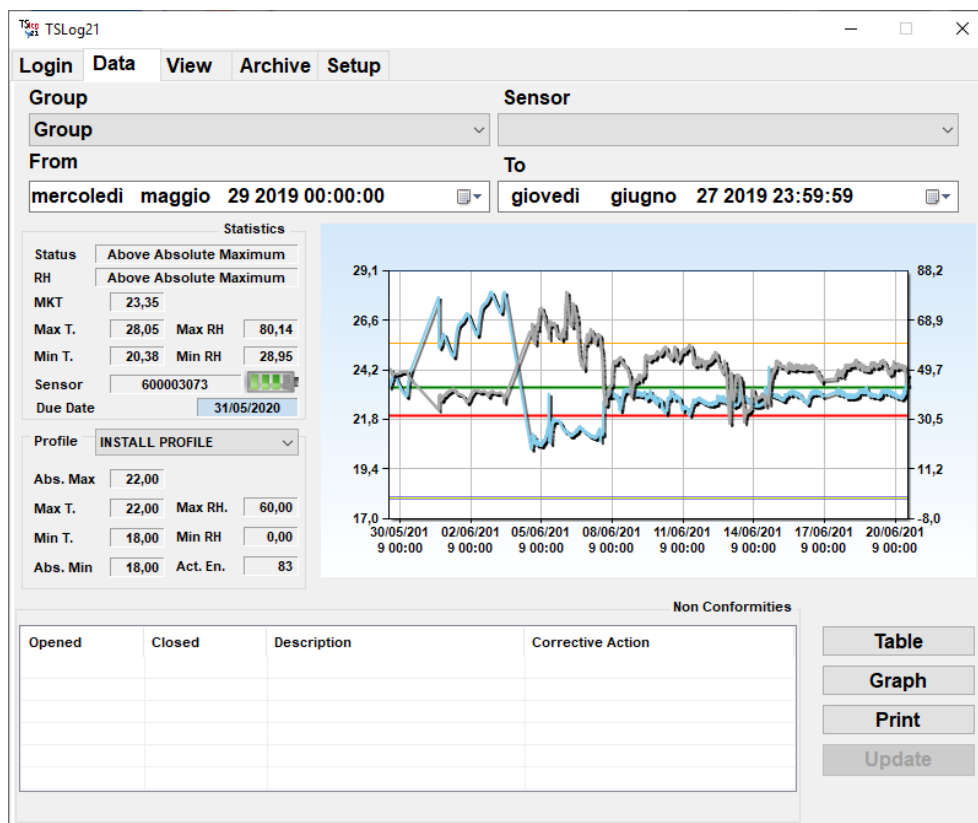 TSLog21
Login Data View Archive Setup
Group Sensor
Group
From To
mercoledì maggio 29 2019 00:00:00 giovedì giugno 27 2019 23:59:59
Statistics
Status Above Absolute Maximum
RH Above Absolute Maximum
MKT 23,35
Max T. 28,05 Max RH 80,14
Min T. 20,38 Min RH 28,95
Sensor 600003073
Due Date 31/05/2020
Profile INSTALL PROFILE
Abs. Max 22,00
Max T. 22,00 Max RH. 60,00
Min T. 18,00 Min RH 0,00
Abs. Min 18,00 Act. En. 83
29,1 88,2
26,6 68,9
24,2 49,7
21,8 30,5
19,4 11,2
17,0 -8,0
30/05/201 02/06/201 05/06/201 08/06/201 11/06/201 14/06/201 17/06/201 20/06/201
9 00:00 9 00:00 9 00:00 9 00:00 9 00:00 9 00:00 9 00:00 9 00:00
Non Conformities
Opened Closed Description Corrective Action
Table
Graph
Print
Update